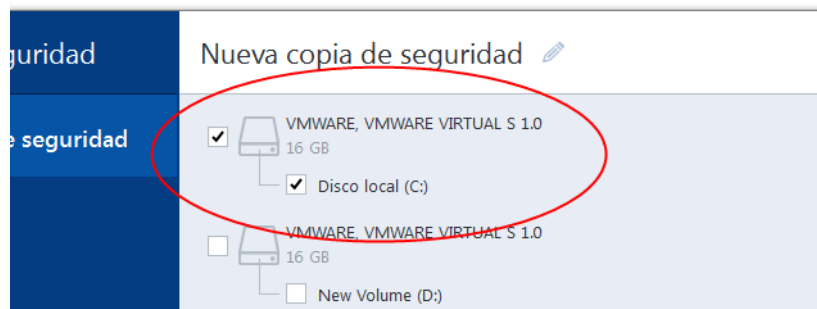 Nueva copia de seguridad
seguridad
VMWARE, VMWARE VIRTUAL S 1.0
16 GB
Disco local (C:)
VMWARE, VMWARE VIRTUAL S 1.0
16 GB
New Volume (D:)